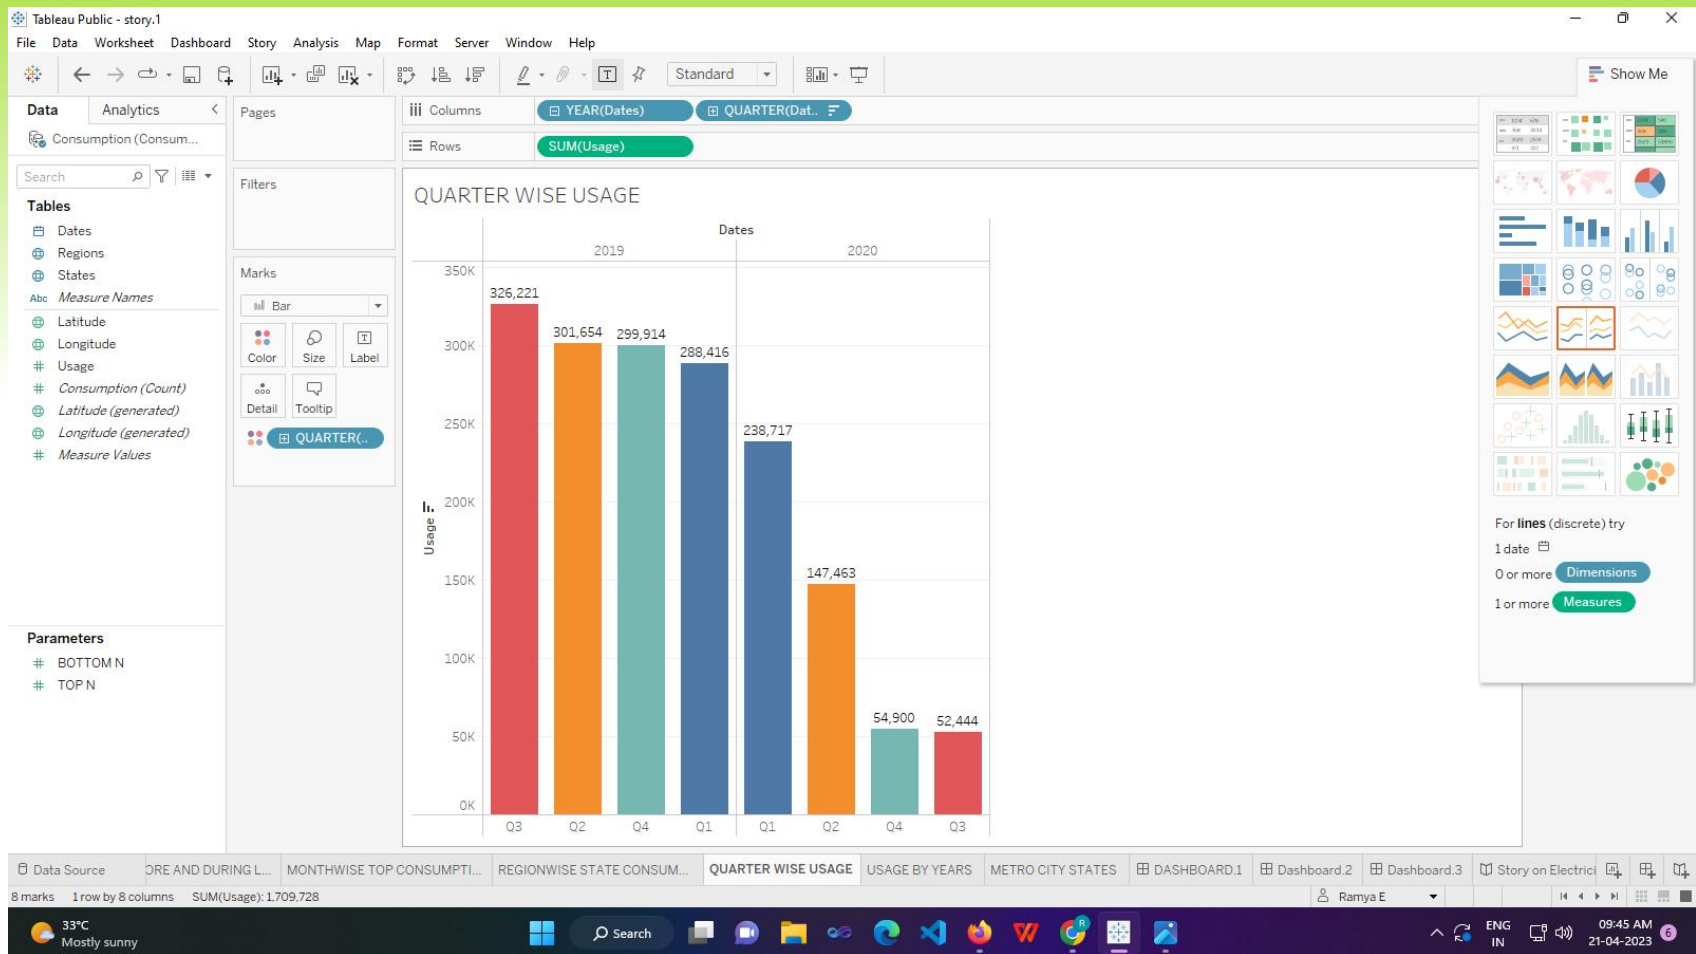 Tableau Public - story.1
File Data Worksheet Dashboard Story Analysis Map Format Server Window Help
Standard
Show Me
Data Analytics
Consumption (Consum...
Search
Tables
Dates
Regions
States
Abc Measure Names
Latitude
Longitude
Usage
Consumption (Count)
Latitude (generated)
Longitude (generated)
Measure Values
Parameters
BOTTOM N
TOP N
Pages
Filters
Marks
Bar
Color Size Label
Detail Tooltip
QUARTER(..
Columns YEAR(Dates) QUARTER(Dat..
Rows SUM(Usage)
QUARTER WISE USAGE
Dates
2019 2020
350K
300K
250K
200K
150K
100K
50K
0K
Usage
326,221
301,654
299,914
288,416
238,717
147,463
54,900
52,444
Q3 Q2 Q4 Q1 Q1 Q2 Q4 Q3
For lines (discrete) try
1 date
0 or more Dimensions
1 or more Measures
Data Source ORE AND DURING L... MONTHWISE TOP CONSUMPTI... REGIONWISE STATE CONSUM... QUARTER WISE USAGE USAGE BY YEARS METRO CITY STATES DASHBOARD.1 Dashboard.2 Dashboard.3 Story on Electrici
8 marks 1 row by 8 columns SUM(Usage): 1,709,728 Ramya E
33°C
Mostly sunny
Search
ENG
IN
09:45 AM
21-04-2023
6